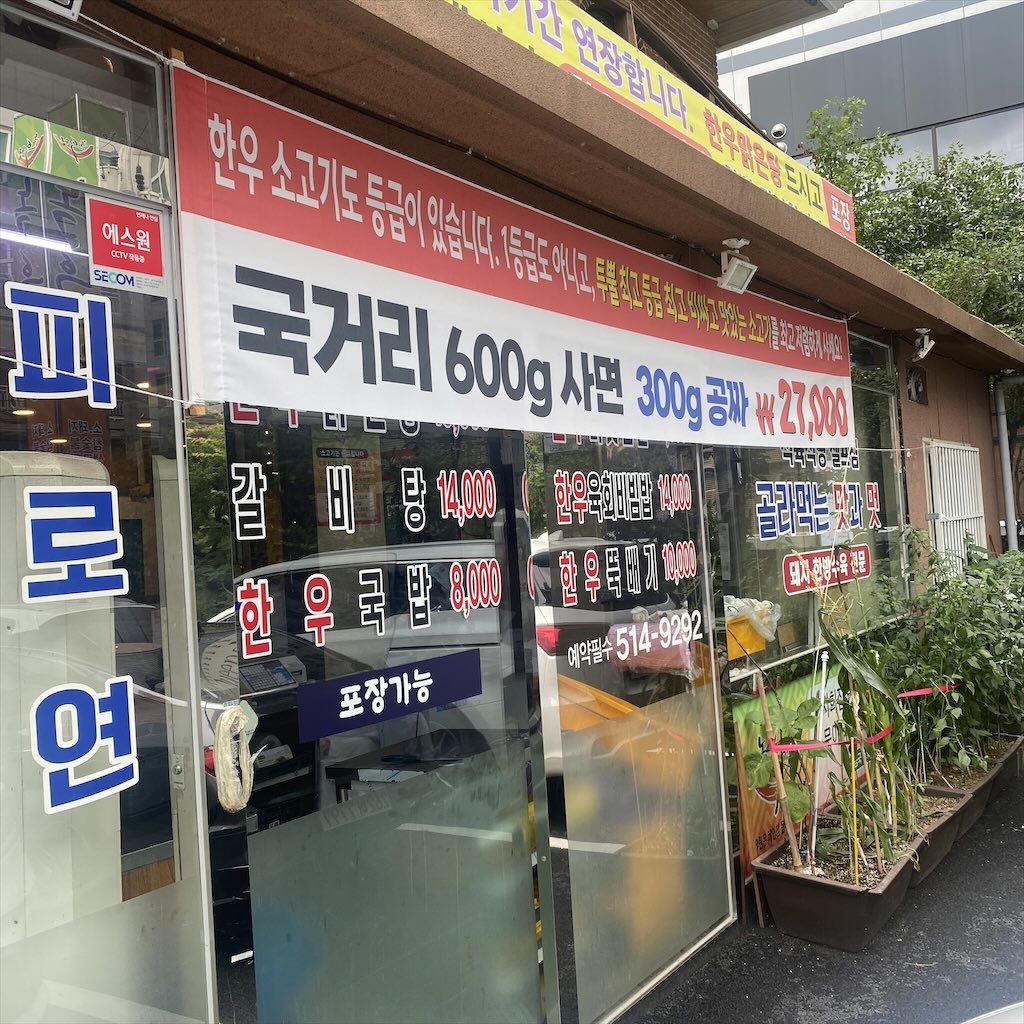 연장합니다. 한우맑은탕 드시고 포장
한우 소고기도 등급이 있습니다. 1등급도 아니고, 투뿔 최고 등급 최고 비싸고 맛있는 소고기를 최고 저렴하게 사세요!
국거리 600g 사면 300g 공짜 ₩27,000
에스원
CCTV 작동중
SECOM
피로연
갈비탕 14,000
한우국밥 8,000
포장가능
한우육회비빔밥 14,000
한우뚝배기 10,000
예약필수 514-9292
골라먹는 맛과 멋
돼지 한방수육 전문